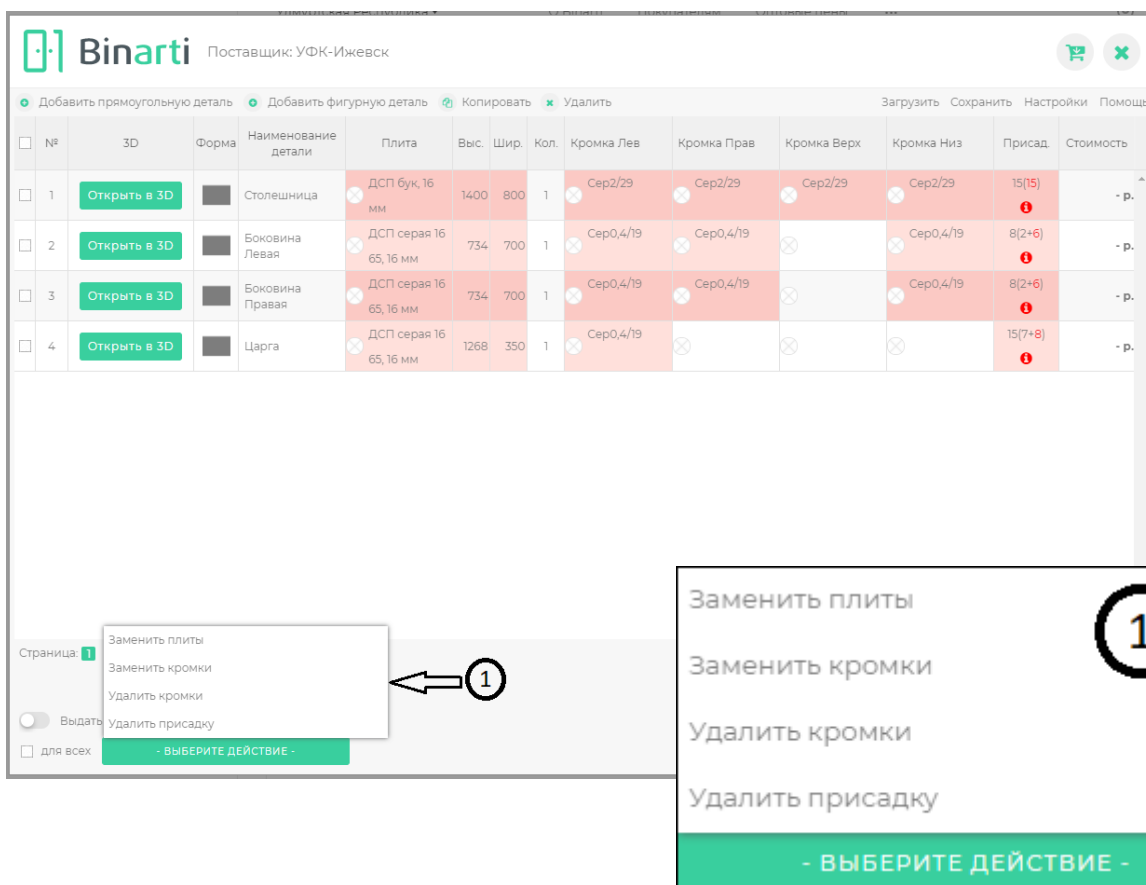 Binarti Поставщик: УФК-Ижевск
Добавить прямоугольную деталь Добавить фигурную деталь Копировать Удалить Загрузить Сохранить Настройки Помощь
№ 3D Форма Наименование детали Плита Выс. Шир. Кол. Кромка Лев Кромка Прав Кромка Верх Кромка Низ Присад. Стоимость
1 Открыть в 3D Столешница ДСП бук, 16 мм 1400 800 1 Сер2/29 Сер2/29 Сер2/29 Сер2/29 15(15) - р.
2 Открыть в 3D Боковина Левая ДСП серая 16 65, 16 мм 734 700 1 Сер0,4/19 Сер0,4/19 Сер0,4/19 8(2+6) - р.
3 Открыть в 3D Боковина Правая ДСП серая 16 65, 16 мм 734 700 1 Сер0,4/19 Сер0,4/19 Сер0,4/19 8(2+6) - р.
4 Открыть в 3D Царга ДСП серая 16 65, 16 мм 1268 350 1 Сер0,4/19 15(7+8) - р.
Страница: 1
Заменить плиты
Заменить кромки
Удалить кромки
Удалить присадку
1
Выдать
для всех - ВЫБЕРИТЕ ДЕЙСТВИЕ -
Заменить плиты
1
Заменить кромки
Удалить кромки
Удалить присадку
- ВЫБЕРИТЕ ДЕЙСТВИЕ -